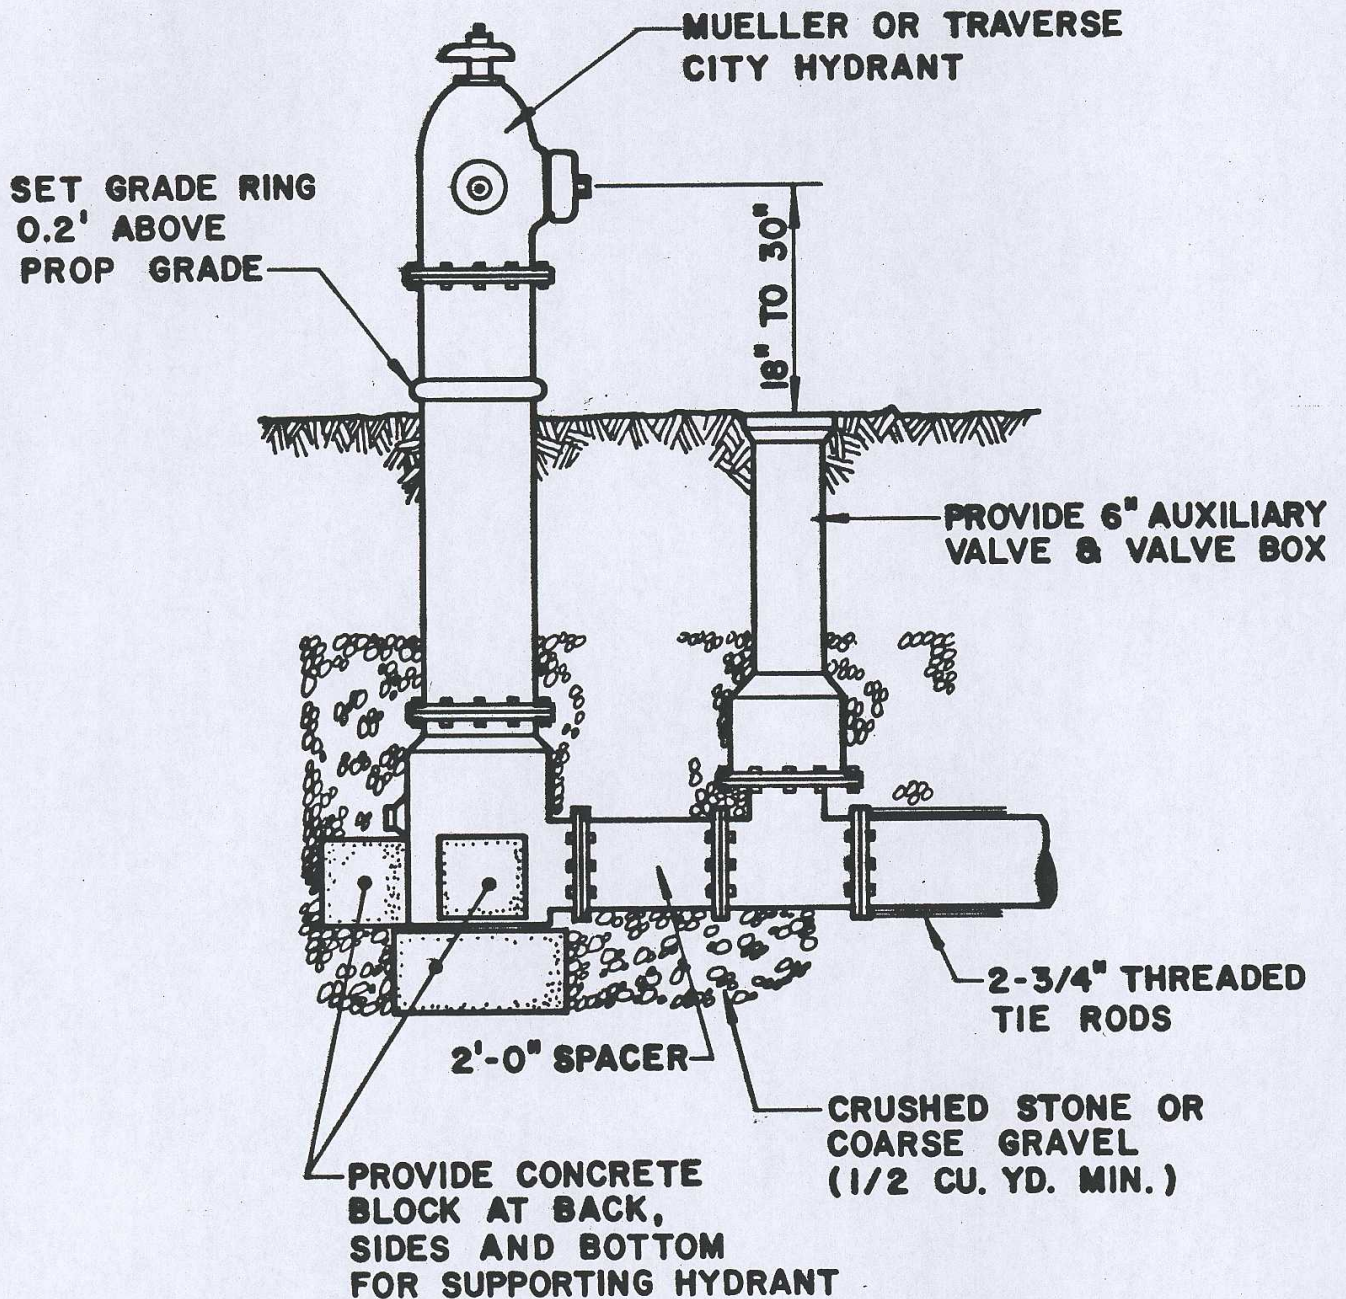 MUELLER OR TRAVERSE
CITY HYDRANT
SET GRADE RING
0.2' ABOVE
PROP GRADE
18" TO 30"
PROVIDE 6" AUXILIARY
VALVE & VALVE BOX
2-3/4" THREADED
TIE RODS
2'-0" SPACER
CRUSHED STONE OR
COARSE GRAVEL
(1/2 CU. YD. MIN.)
PROVIDE CONCRETE
BLOCK AT BACK,
SIDES AND BOTTOM
FOR SUPPORTING HYDRANT